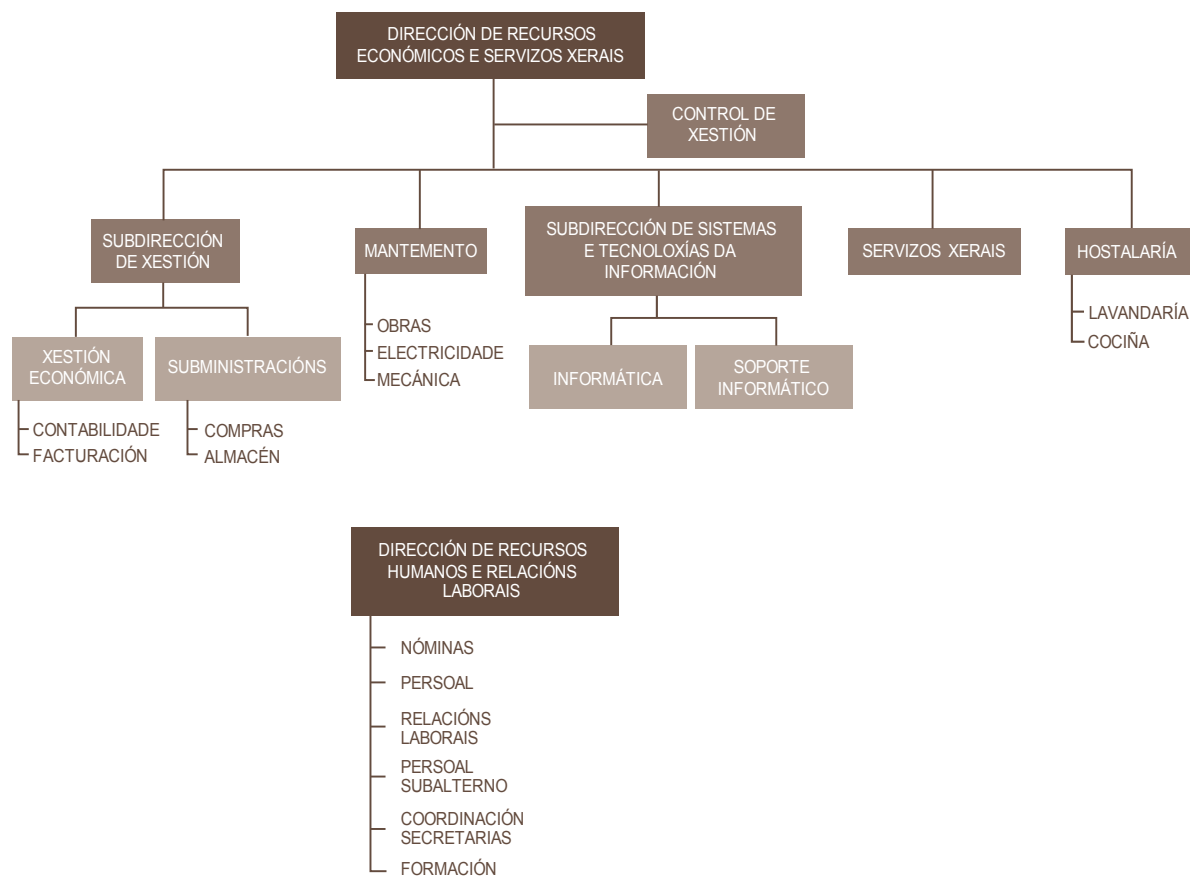 DIRECCIÓN DE RECURSOS
ECONÓMICOS E SERVIZOS XERAIS
CONTROL DE
XESTIÓN
SUBDIRECCIÓN
DE XESTIÓN
MANTEMENTO
SUBDIRECCIÓN DE SISTEMAS
E TECNOLOXÍAS DA
INFORMACIÓN
SERVIZOS XERAIS
HOSTALARÍA
OBRAS
ELECTRICIDADE
MECÁNICA
LAVANDARÍA
COCIÑA
XESTIÓN
ECONÓMICA
SUBMINISTRACIÓNS
INFORMÁTICA
SOPORTE
INFORMÁTICO
CONTABILIDADE
FACTURACIÓN
COMPRAS
ALMACÉN
DIRECCIÓN DE RECURSOS
HUMANOS E RELACIÓNS
LABORAIS
NÓMINAS
PERSOAL
RELACIÓNS
LABORAIS
PERSOAL
SUBALTERNO
COORDINACIÓN
SECRETARIAS
FORMACIÓN